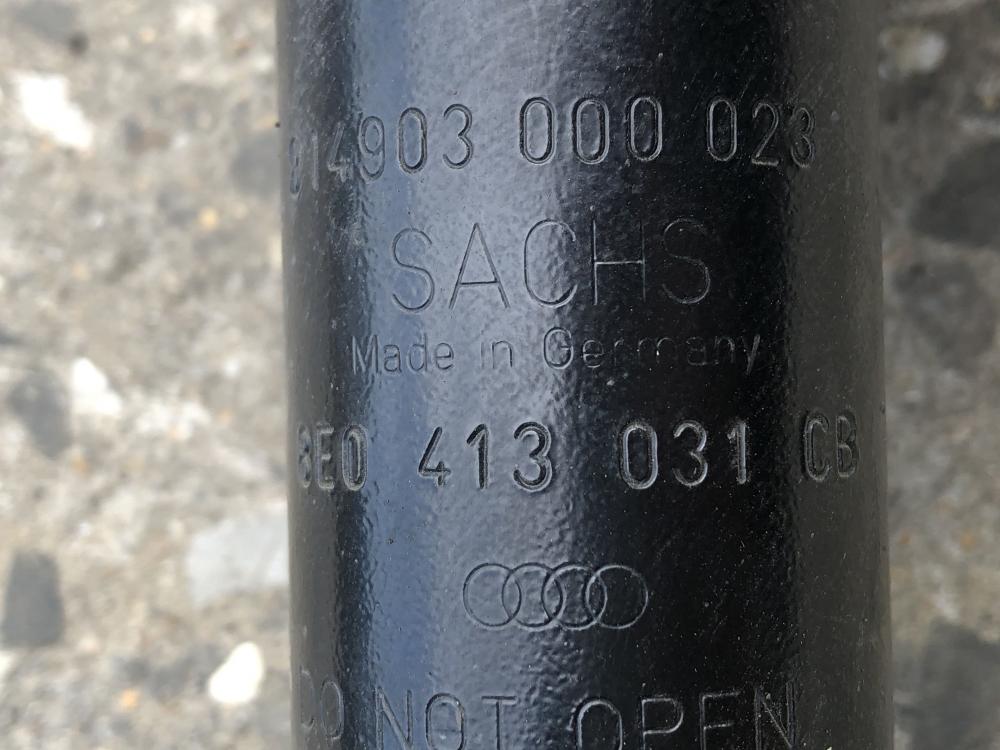 814903 000 023
SACHS
Made in Germany
8E0 413 031 CB
DO NOT OPEN